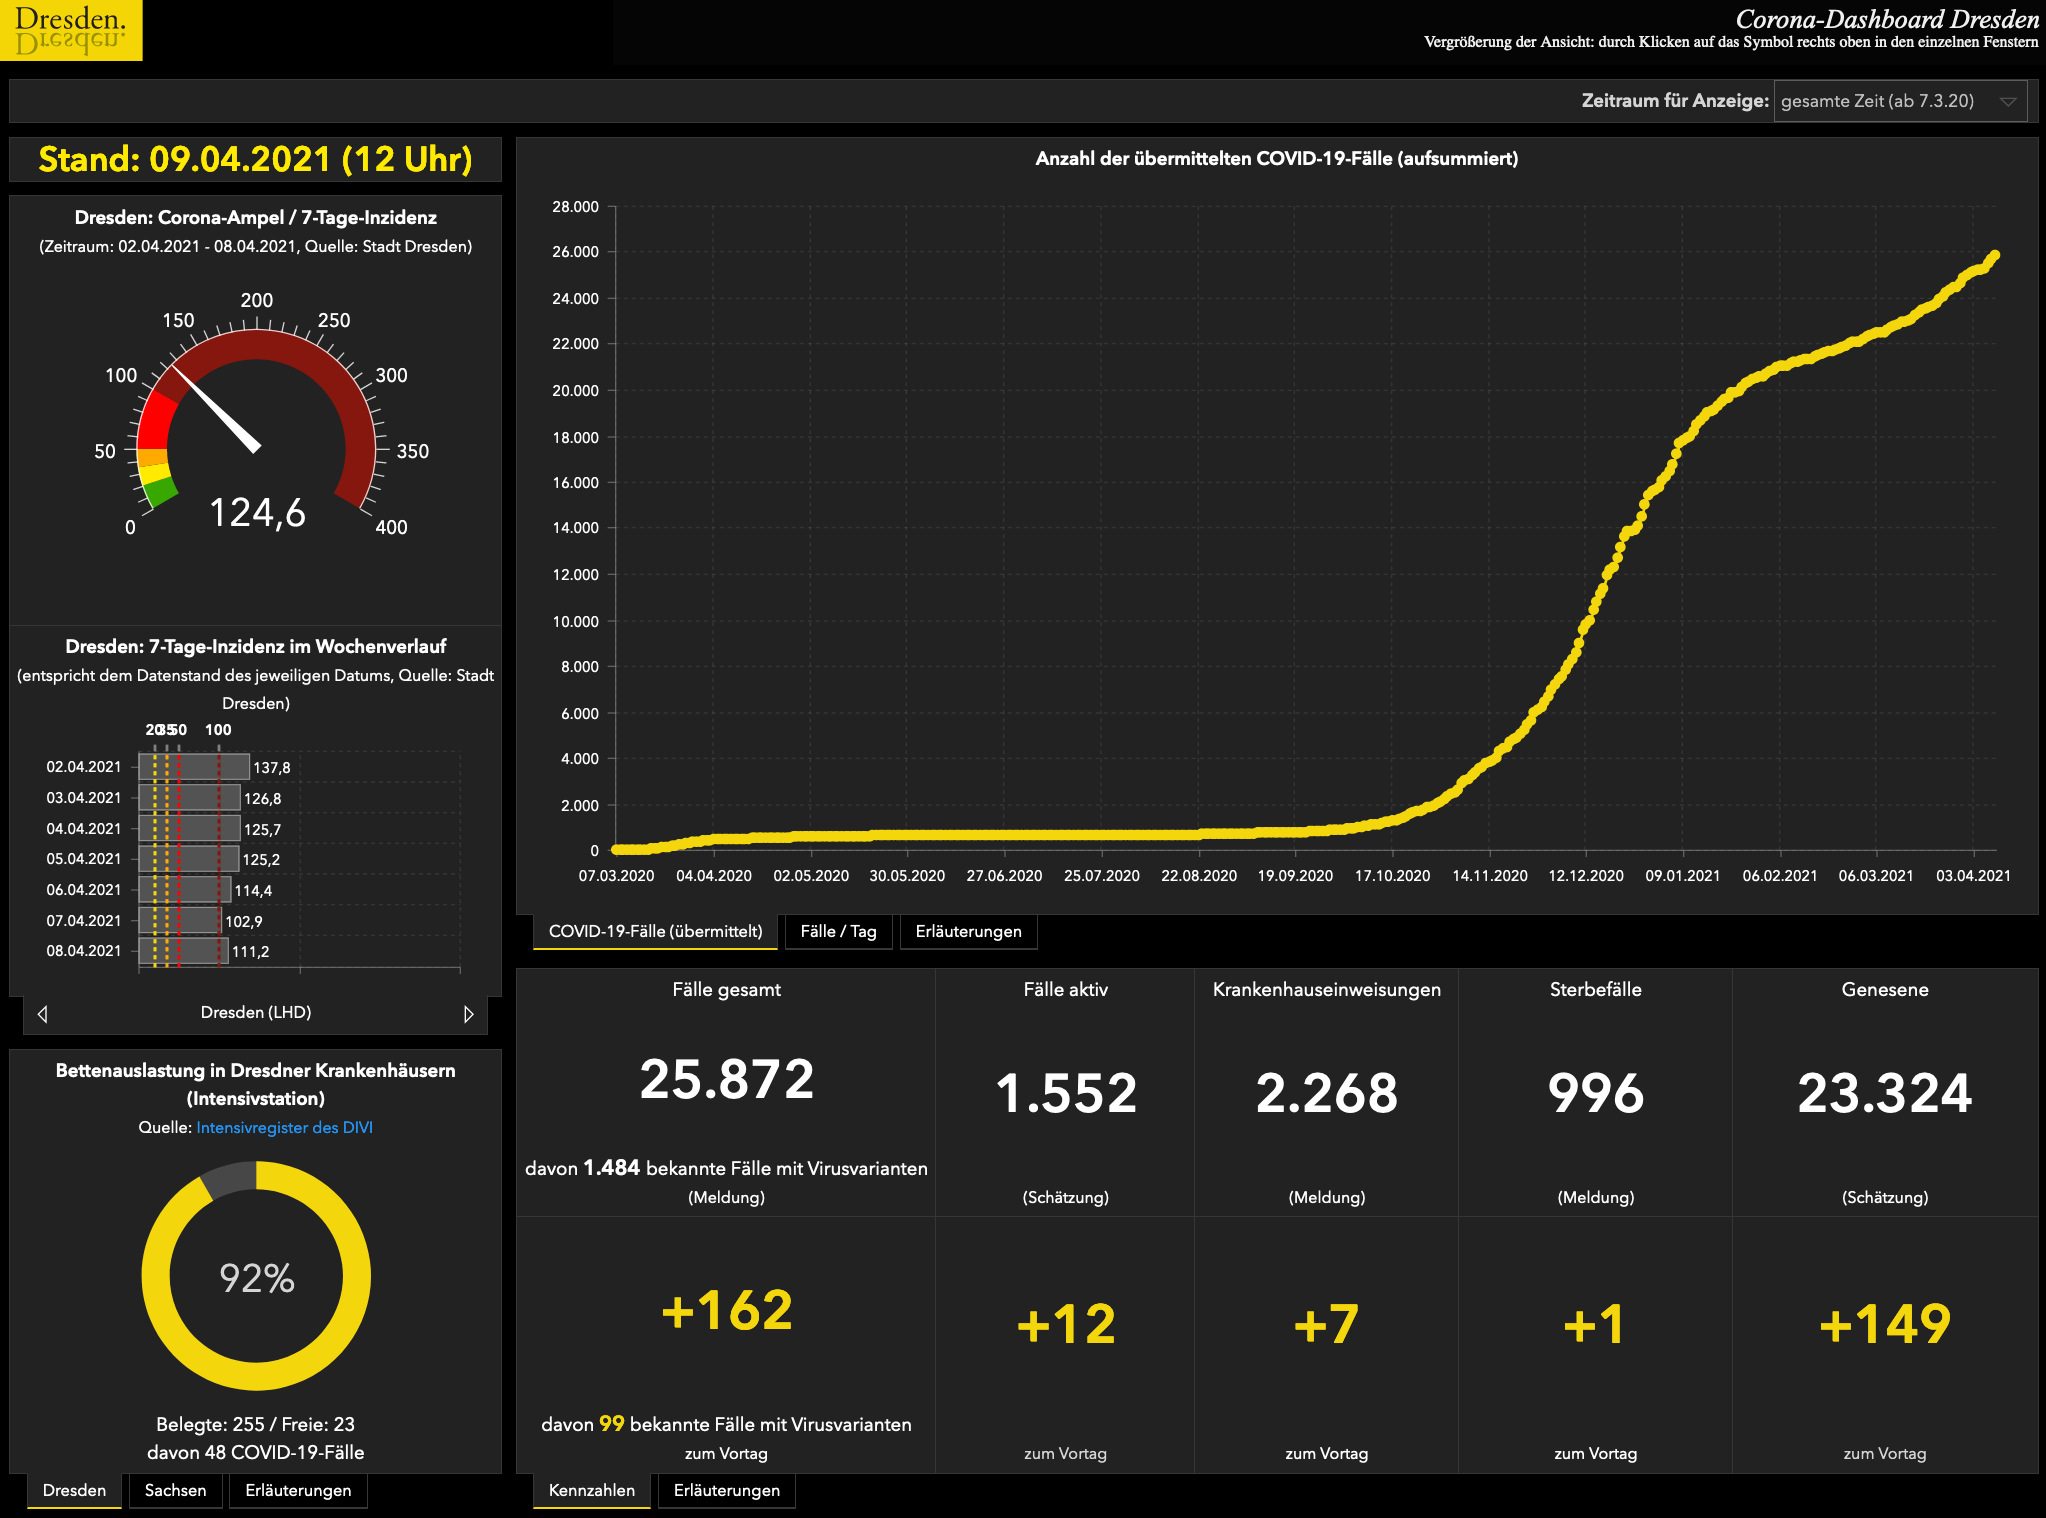 Dresden.
Dresden.
Corona-Dashboard Dresden
Vergrößerung der Ansicht: durch Klicken auf das Symbol rechts oben in den einzelnen Fenstern
Zeitraum für Anzeige: gesamte Zeit (ab 7.3.20)
Stand: 09.04.2021 (12 Uhr)
Dresden: Corona-Ampel / 7-Tage-Inzidenz
(Zeitraum: 02.04.2021 - 08.04.2021, Quelle: Stadt Dresden)
0
50
100
150
200
250
300
350
400
124,6
Dresden: 7-Tage-Inzidenz im Wochenverlauf
(entspricht dem Datenstand des jeweiligen Datums, Quelle: Stadt
Dresden)
20 35 50 100
02.04.2021 137,8
03.04.2021 126,8
04.04.2021 125,7
05.04.2021 125,2
06.04.2021 114,4
07.04.2021 102,9
08.04.2021 111,2
Dresden (LHD)
Bettenauslastung in Dresdner Krankenhäusern
(Intensivstation)
Quelle: Intensivregister des DIVI
92%
Belegte: 255 / Freie: 23
davon 48 COVID-19-Fälle
Dresden Sachsen Erläuterungen
Anzahl der übermittelten COVID-19-Fälle (aufsummiert)
28.000
26.000
24.000
22.000
20.000
18.000
16.000
14.000
12.000
10.000
8.000
6.000
4.000
2.000
0
07.03.2020 04.04.2020 02.05.2020 30.05.2020 27.06.2020 25.07.2020 22.08.2020 19.09.2020 17.10.2020 14.11.2020 12.12.2020 09.01.2021 06.02.2021 06.03.2021 03.04.2021
COVID-19-Fälle (übermittelt) Fälle / Tag Erläuterungen
Fälle gesamt
25.872
davon 1.484 bekannte Fälle mit Virusvarianten
(Meldung)
+162
davon 99 bekannte Fälle mit Virusvarianten
zum Vortag
Fälle aktiv
1.552
(Schätzung)
+12
zum Vortag
Krankenhauseinweisungen
2.268
(Meldung)
+7
zum Vortag
Sterbefälle
996
(Meldung)
+1
zum Vortag
Genesene
23.324
(Schätzung)
+149
zum Vortag
Kennzahlen Erläuterungen